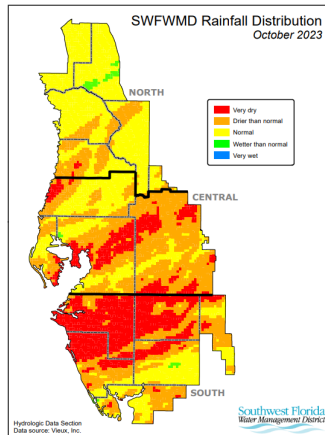 SWFWMD Rainfall Distribution
October 2023
NORTH
Very dry
Drier than normal
Normal
Wetter than normal
Very wet
CENTRAL
SOUTH
Hydrologic Data Section
Data source: Vieux, Inc.
Southwest Florida
Water Management District